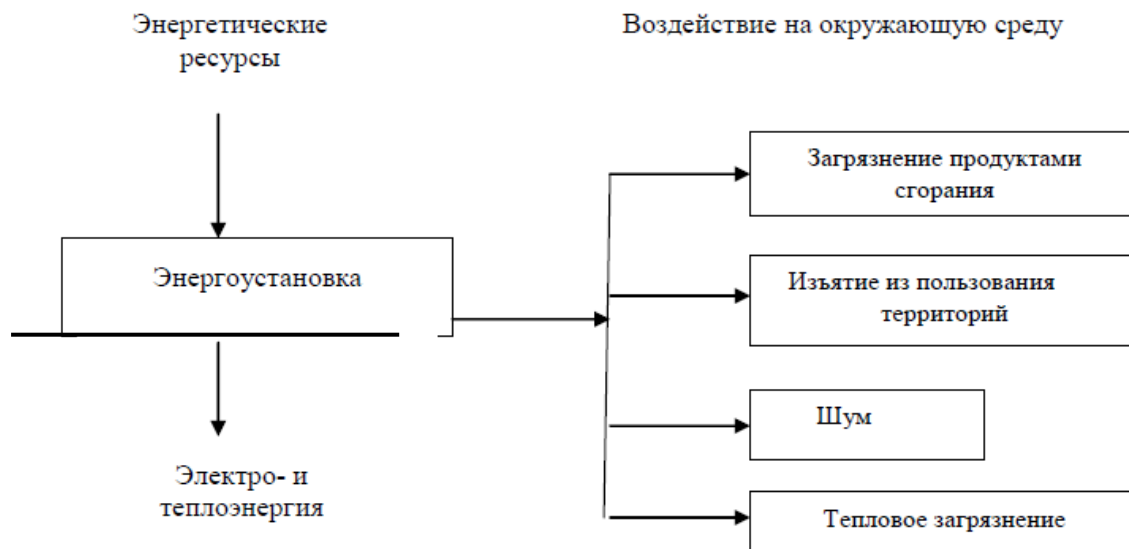 Энергетические
ресурсы
Воздействие на окружающую среду
Загрязнение продуктами
сгорания
Энергоустановка
Изъятие из пользования
территорий
Шум
Электро- и
теплоэнергия
Тепловое загрязнение